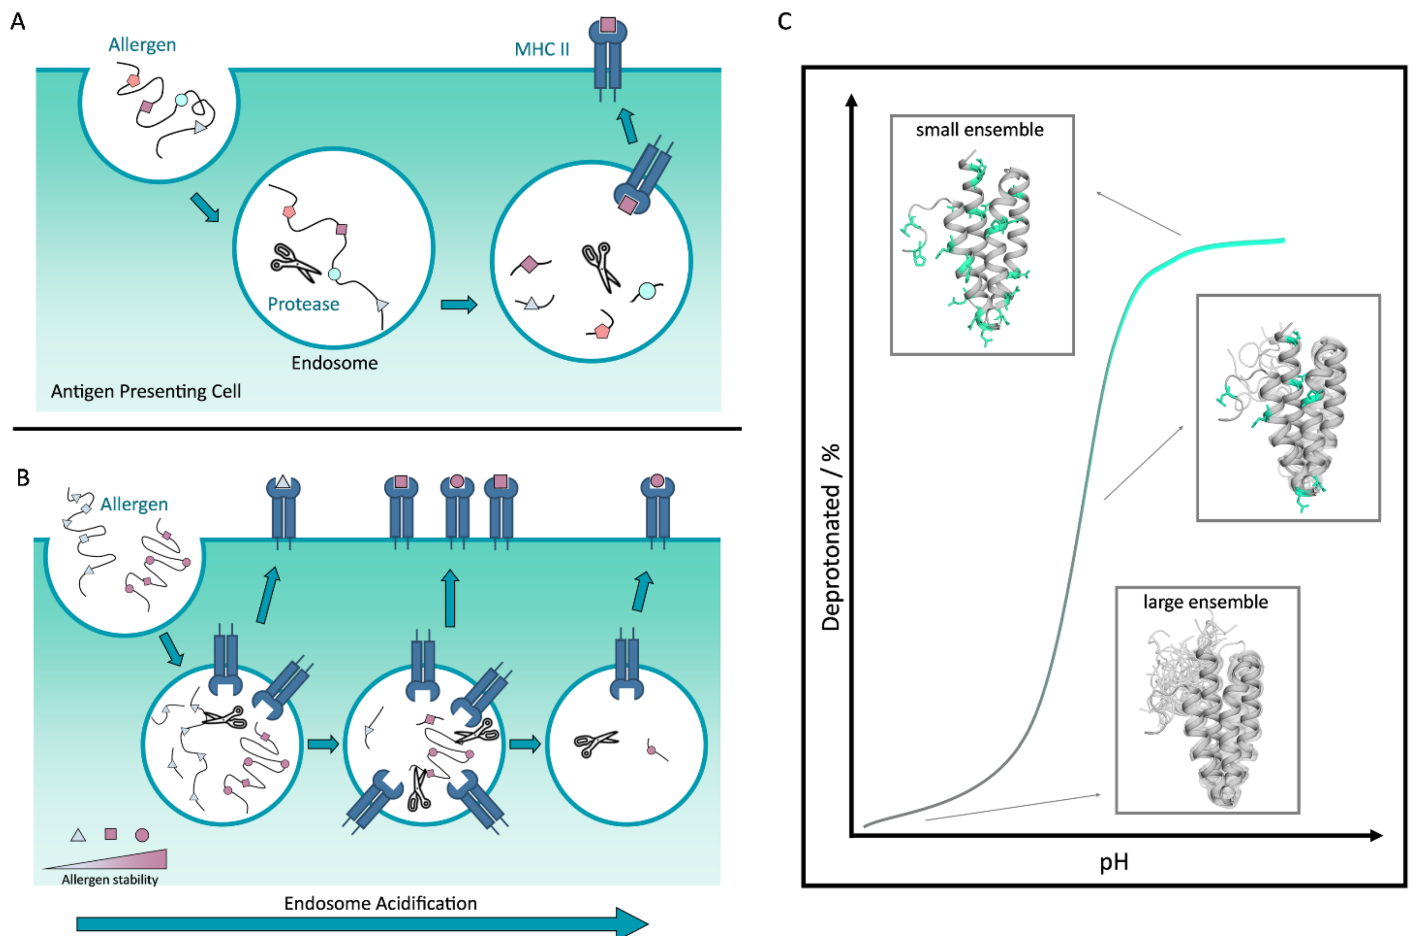 A
Allergen
MHC II
Protease
Endosome
Antigen Presenting Cell
B
Allergen
Allergen stability
Endosome Acidification
C
small ensemble
large ensemble
Deprotonated / %
pH